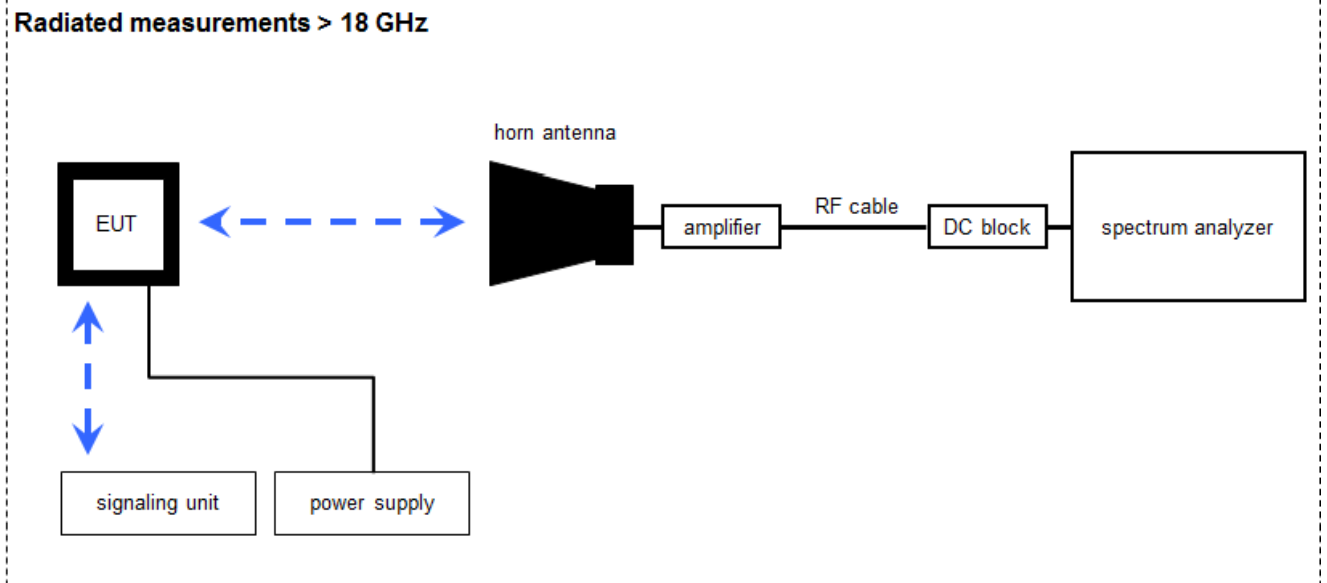 Radiated measurements > 18 GHz
horn antenna
EUT
amplifier
RF cable
DC block
spectrum analyzer
signaling unit
power supply